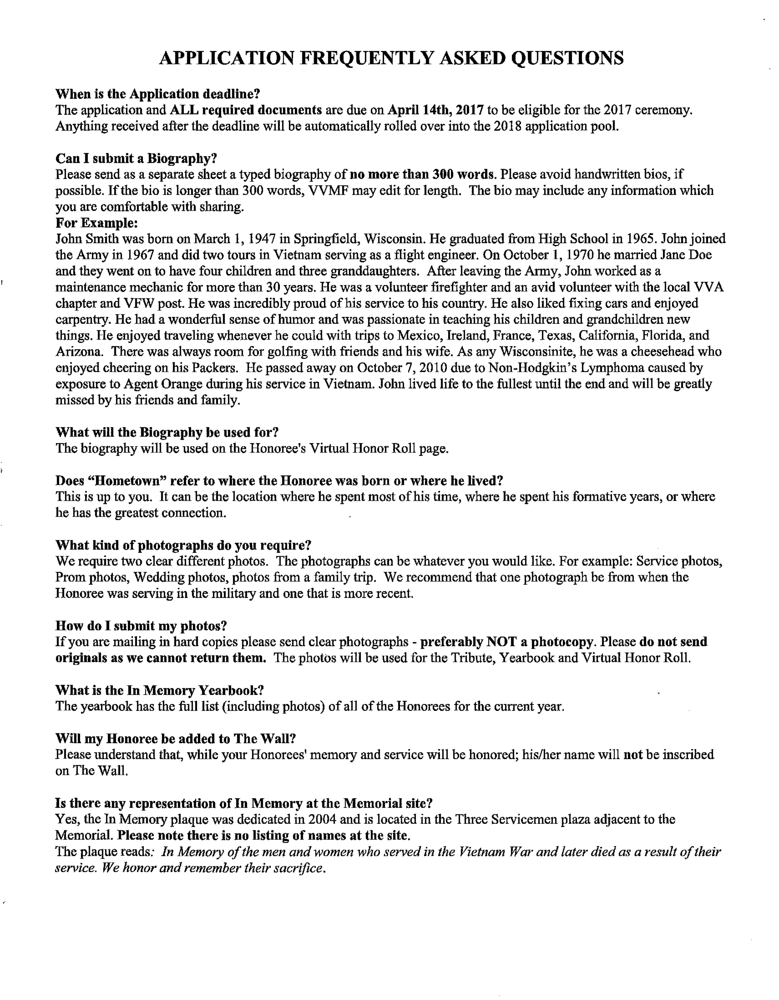 APPLICATION FREQUENTLY ASKED QUESTIONS
When is the Application deadline?
The application and ALL required documents are due on April 14th, 2017 to be eligible for the 2017 ceremony.
Anything received after the deadline will be automatically rolled over into the 2018 application pool.
Can I submit a Biography?
Please send as a separate sheet a typed biography of no more than 300 words. Please avoid handwritten bios, if
possible. If the bio is longer than 300 words, VVMF may edit for length. The bio may include any information which
you are comfortable with sharing.
For Example:
John Smith was born on March 1, 1947 in Springfield, Wisconsin. He graduated from High School in 1965. John joined
the Army in 1967 and did two tours in Vietnam serving as a flight engineer. On October 1, 1970 he married Jane Doe
and they went on to have four children and three granddaughters. After leaving the Army, John worked as a
maintenance mechanic for more than 30 years. He was a volunteer firefighter and an avid volunteer with the local VVA
chapter and VFW post. He was incredibly proud of his service to his country. He also liked fixing cars and enjoyed
carpentry. He had a wonderful sense of humor and was passionate in teaching his children and grandchildren new
things. He enjoyed traveling whenever he could with trips to Mexico, Ireland, France, Texas, California, Florida, and
Arizona. There was always room for golfing with friends and his wife. As any Wisconsinite, he was a cheesehead who
enjoyed cheering on his Packers. He passed away on October 7, 2010 due to Non-Hodgkin's Lymphoma caused by
exposure to Agent Orange during his service in Vietnam. John lived life to the fullest until the end and will be greatly
missed by his friends and family.
What will the Biography be used for?
The biography will be used on the Honoree's Virtual Honor Roll page.
Does “Hometown” refer to where the Honoree was born or where he lived?
This is up to you. It can be the location where he spent most of his time, where he spent his formative years, or where
he has the greatest connection.
What kind of photographs do you require?
We require two clear different photos. The photographs can be whatever you would like. For example: Service photos,
Prom photos, Wedding photos, photos from a family trip. We recommend that one photograph be from when the
Honoree was serving in the military and one that is more recent.
How do I submit my photos?
If you are mailing in hard copies please send clear photographs - preferably NOT a photocopy. Please do not send
originals as we cannot return them. The photos will be used for the Tribute, Yearbook and Virtual Honor Roll.
What is the In Memory Yearbook?
The yearbook has the full list (including photos) of all of the Honorees for the current year.
Will my Honoree be added to The Wall?
Please understand that, while your Honorees' memory and service will be honored; his/her name will not be inscribed
on The Wall.
Is there any representation of In Memory at the Memorial site?
Yes, the In Memory plaque was dedicated in 2004 and is located in the Three Servicemen plaza adjacent to the
Memorial. Please note there is no listing of names at the site.
The plaque reads: In Memory of the men and women who served in the Vietnam War and later died as a result of their
service. We honor and remember their sacrifice.